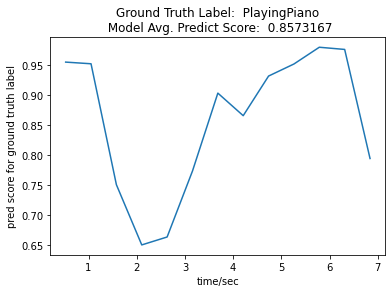 Ground Truth Label:  PlayingPiano
Model Avg. Predict Score:  0.8573167
pred score for ground truth label
0.95
0.90
0.85
0.80
0.75
0.70
0.65
1 2 3 4 5 6 7
time/sec